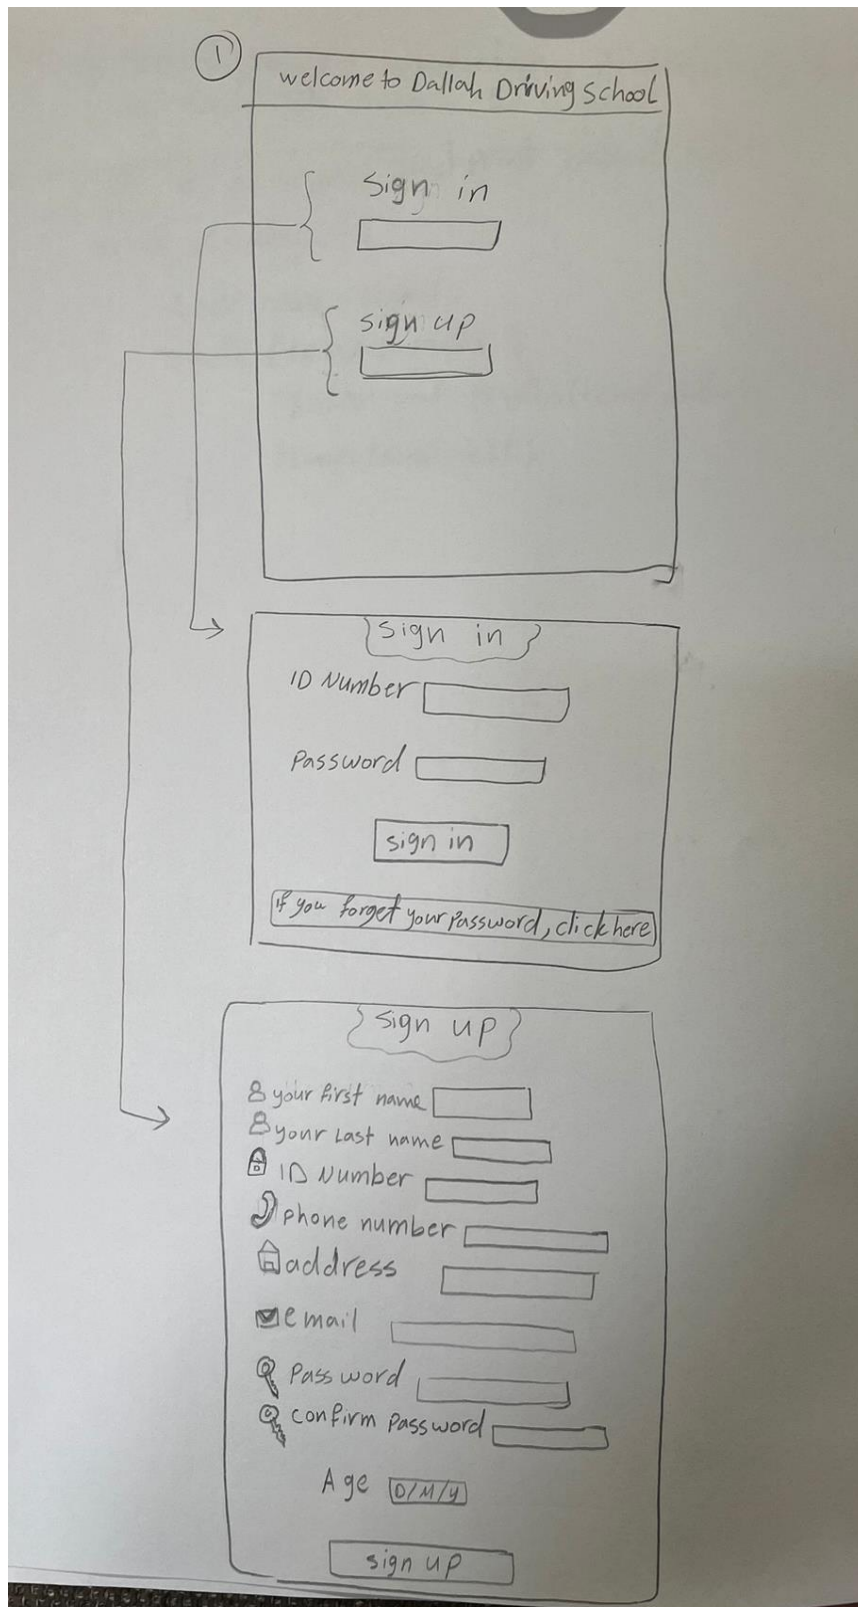 1
welcome to Dallah Driving School
Sign in
sign up
sign in
ID Number
Password
sign in
if you forget your Password, click here
sign up
your first name
your Last name
ID Number
phone number
address
email
Password
confirm Password
Age D/M/y
sign up